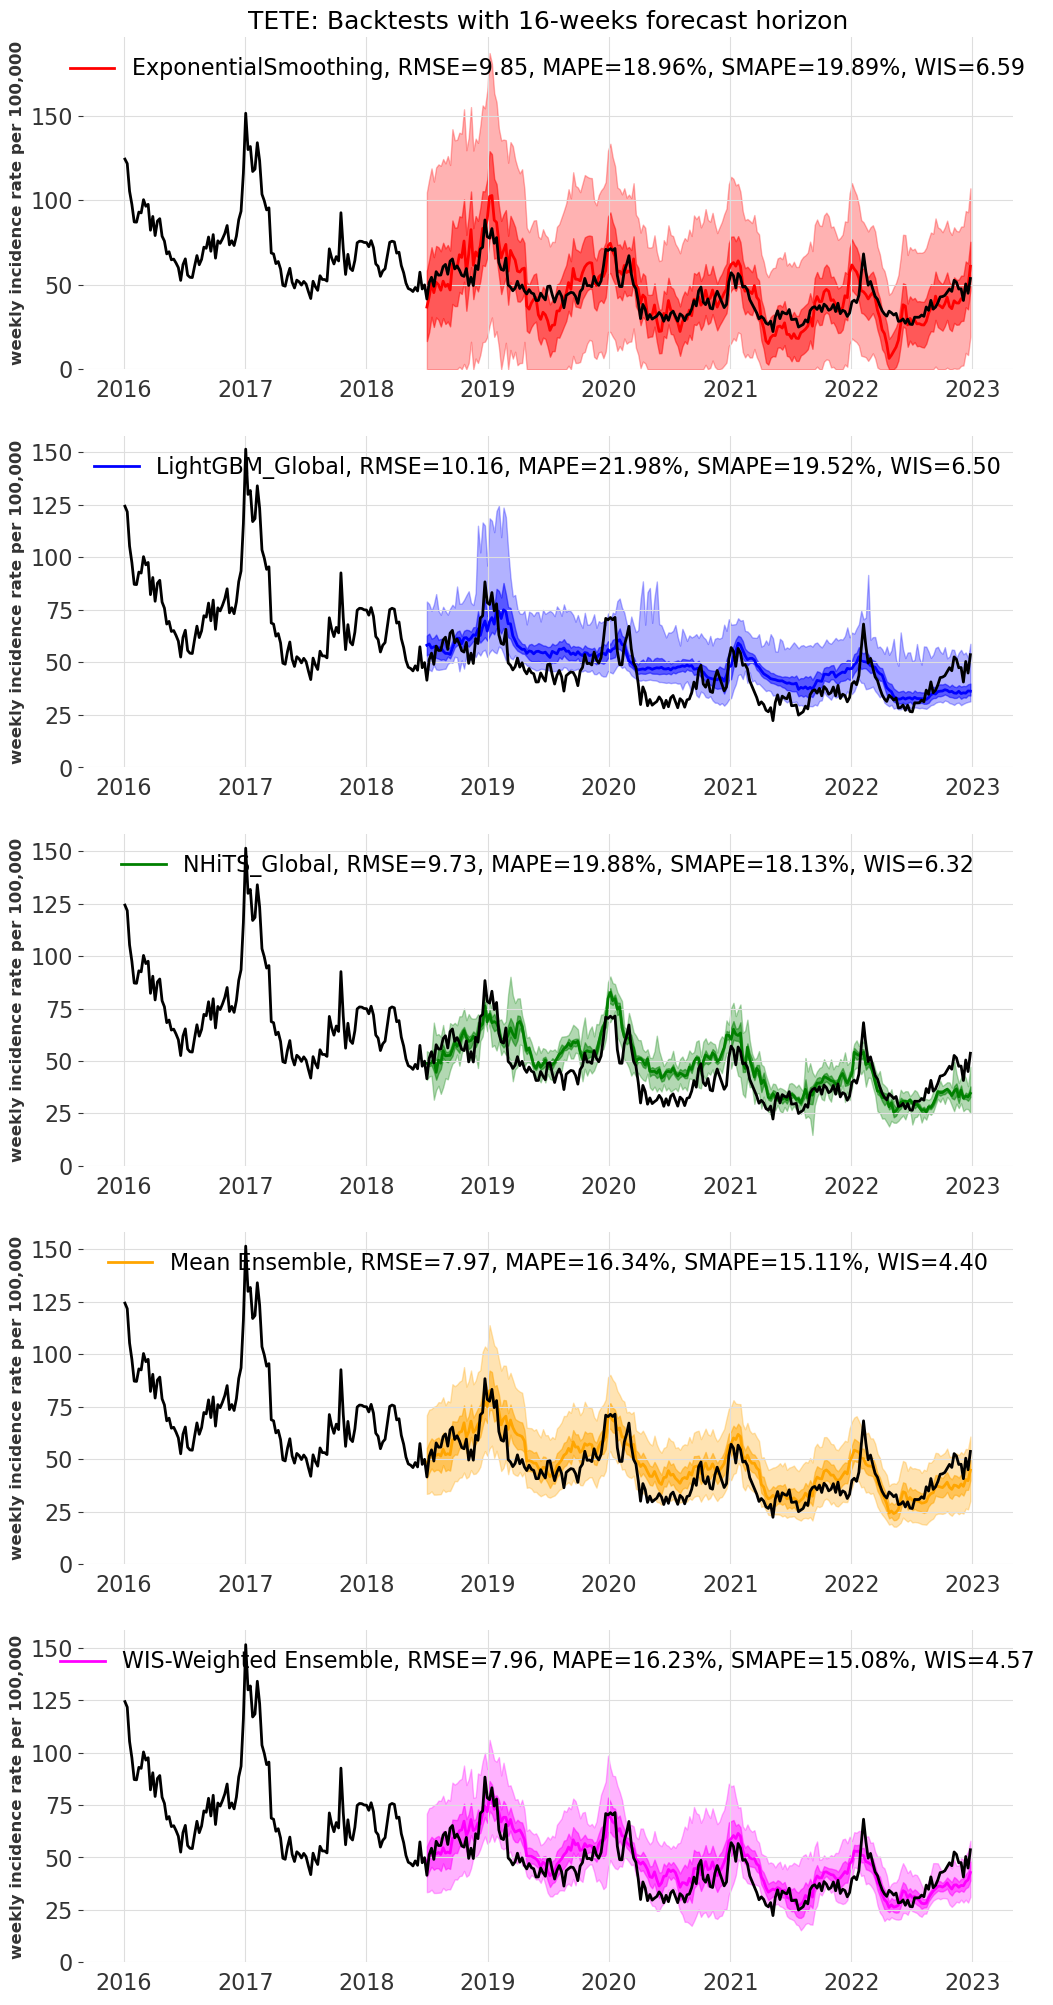 TETE: Backtests with 16-weeks forecast horizon
weekly incidence rate per 100,000
ExponentialSmoothing, RMSE=9.85, MAPE=18.96%, SMAPE=19.89%, WIS=6.59
150
100
50
0
2016 2017 2018 2019 2020 2021 2022 2023
weekly incidence rate per 100,000
LightGBM_Global, RMSE=10.16, MAPE=21.98%, SMAPE=19.52%, WIS=6.50
150
125
100
75
50
25
0
2016 2017 2018 2019 2020 2021 2022 2023
weekly incidence rate per 100,000
NHiTS_Global, RMSE=9.73, MAPE=19.88%, SMAPE=18.13%, WIS=6.32
150
125
100
75
50
25
0
2016 2017 2018 2019 2020 2021 2022 2023
weekly incidence rate per 100,000
Mean Ensemble, RMSE=7.97, MAPE=16.34%, SMAPE=15.11%, WIS=4.40
150
125
100
75
50
25
0
2016 2017 2018 2019 2020 2021 2022 2023
weekly incidence rate per 100,000
WIS-Weighted Ensemble, RMSE=7.96, MAPE=16.23%, SMAPE=15.08%, WIS=4.57
150
125
100
75
50
25
0
2016 2017 2018 2019 2020 2021 2022 2023